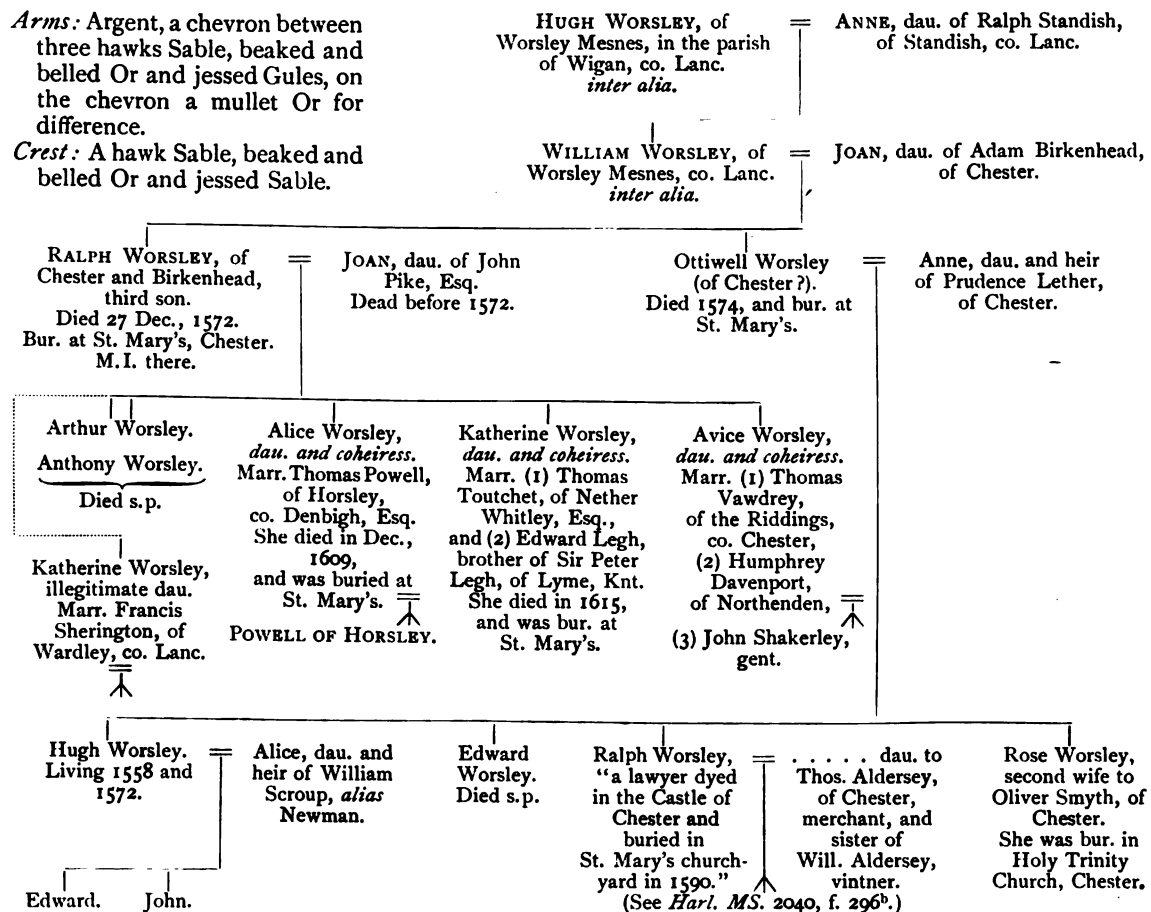 Arms: Argent, a chevron between
three hawks Sable, beaked and
belled Or and jessed Gules, on
the chevron a mullet Or for
difference.
Crest: A hawk Sable, beaked and
belled Or and jessed Sable.
HUGH WORSLEY, of
Worsley Mesnes, in the parish
of Wigan, co. Lanc.
inter alia.
=
ANNE, dau. of Ralph Standish,
of Standish, co. Lanc.
WILLIAM WORSLEY, of
Worsley Mesnes, co. Lanc.
inter alia.
=
JOAN, dau. of Adam Birkenhead,
of Chester.
RALPH WORSLEY, of
Chester and Birkenhead,
third son.
Died 27 Dec., 1572.
Bur. at St. Mary's, Chester.
M.I. there.
=
JOAN, dau. of John
Pike, Esq.
Dead before 1572.
Ottiwell Worsley
(of Chester?).
Died 1574, and bur. at
St. Mary's.
=
Anne, dau. and heir
of Prudence Lether,
of Chester.
Arthur Worsley.
Anthony Worsley.
Died s.p.
Alice Worsley,
dau. and coheiress.
Marr. Thomas Powell,
of Horsley,
co. Denbigh, Esq.
She died in Dec.,
1609,
and was buried at
St. Mary's. =
POWELL OF HORSLEY.
Katherine Worsley,
dau. and coheiress.
Marr. (1) Thomas
Toutchet, of Nether
Whitley, Esq.,
and (2) Edward Legh,
brother of Sir Peter
Legh, of Lyme, Knt.
She died in 1615,
and was bur. at
St. Mary's.
Avice Worsley,
dau. and coheiress.
Marr. (1) Thomas
Vawdrey,
of the Riddings,
co. Chester,
(2) Humphrey
Davenport,
of Northenden, =
(3) John Shakerley,
gent.
Katherine Worsley,
illegitimate dau.
Marr. Francis
Sherington, of
Wardley, co. Lanc.
=
Hugh Worsley.
Living 1558 and
1572.
=
Alice, dau. and
heir of William
Scroup, alias
Newman.
Edward
Worsley.
Died s.p.
Ralph Worsley,
"a lawyer dyed
in the Castle of
Chester and
buried in
St. Mary's church-
yard in 1590."
(See Harl. MS. 2040, f. 296b.)
=
. . . . . dau. to
Thos. Aldersey,
of Chester,
merchant, and
sister of
Will. Aldersey,
vintner.
Rose Worsley,
second wife to
Oliver Smyth, of
Chester.
She was bur. in
Holy Trinity
Church, Chester.
Edward. John.